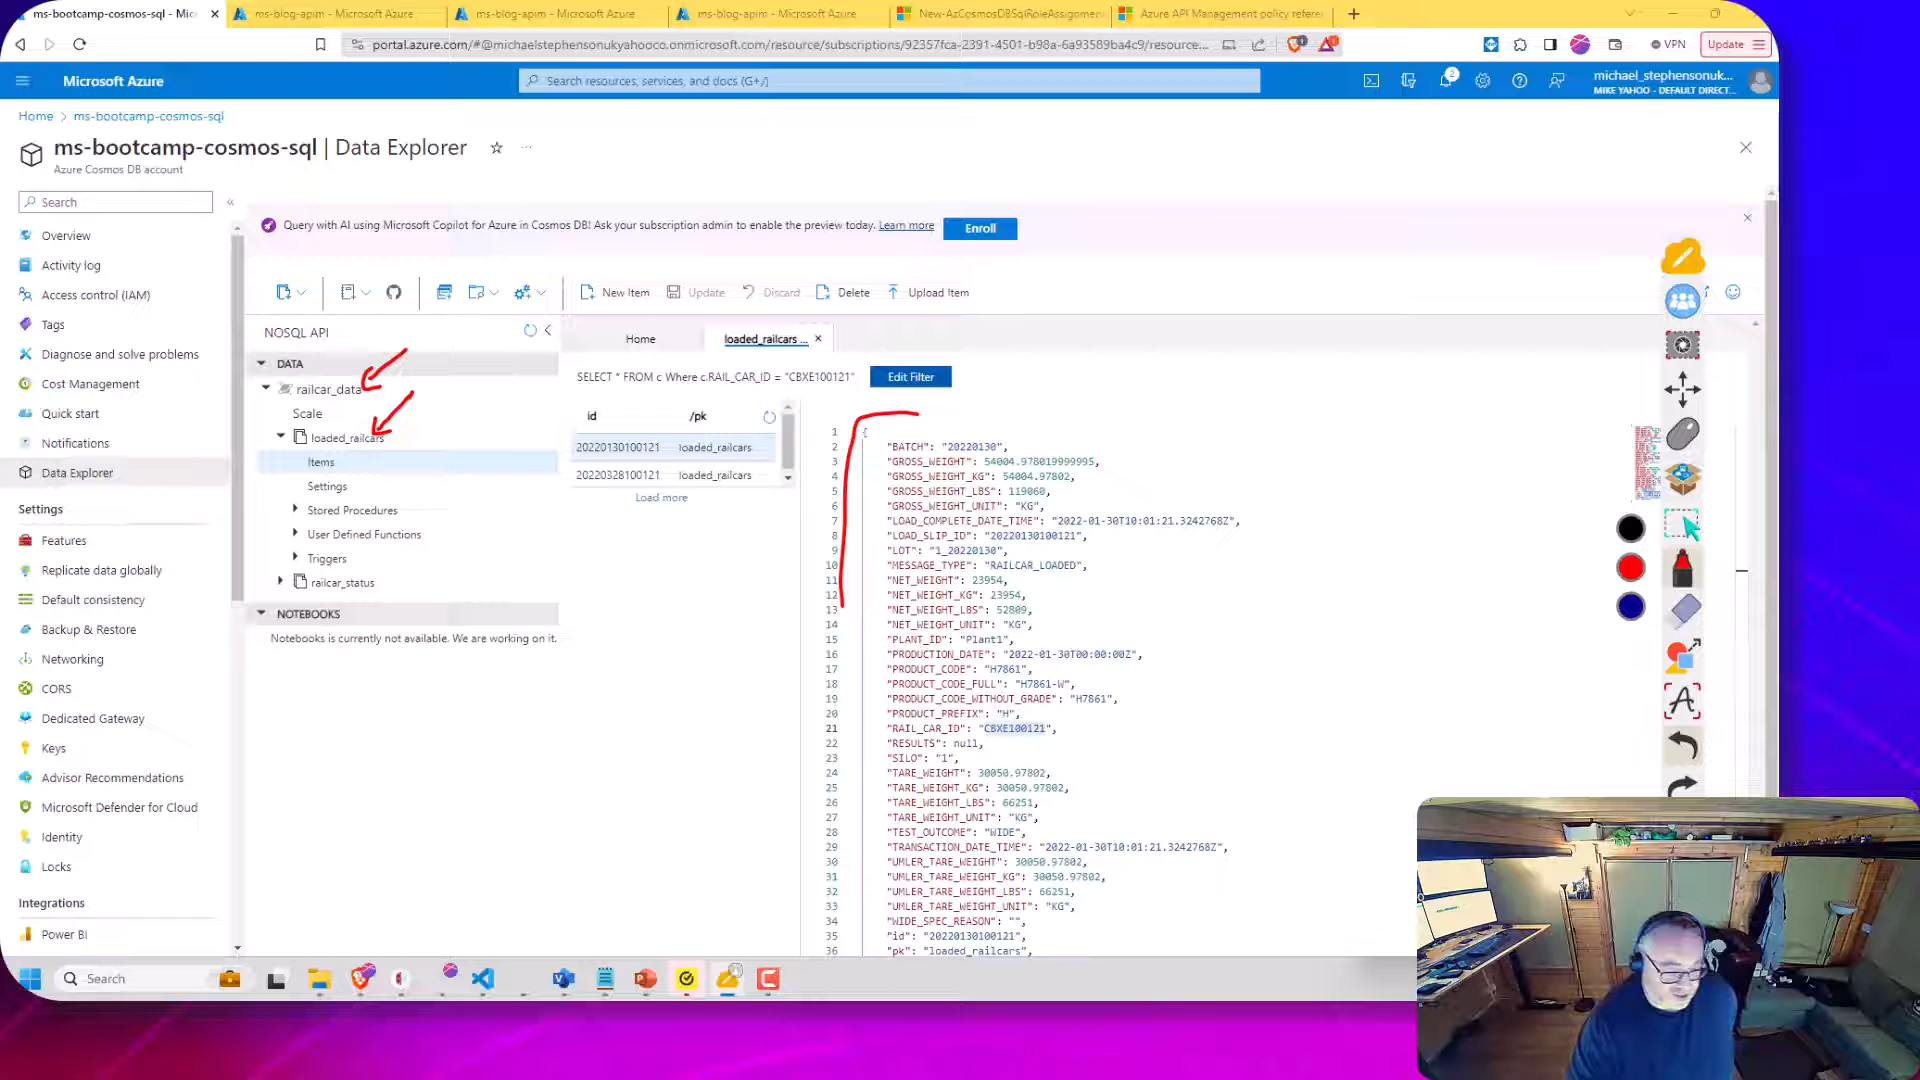 ms-bootcamp-cosmos-sql - Mic
ms-blog-apim - Microsoft Azure
ms-blog-apim - Microsoft Azure
ms-blog-apim - Microsoft Azure
New-AzCosmosDBSqlRoleAssignmen
Azure API Management policy refere
portal.azure.com/#@michaelstephensonukyahooco.onmicrosoft.com/resource/subscriptions/92357fca-2391-4501-b98a-6a93589ba4c9/resource...
VPN
Update
Microsoft Azure
Search resources, services, and docs (G+/)
2
michael_stephensonuk...
MIKE YAHOO - DEFAULT DIRECT...
Home > ms-bootcamp-cosmos-sql
ms-bootcamp-cosmos-sql | Data Explorer
Azure Cosmos DB account
Search
Overview
Activity log
Access control (IAM)
Tags
Diagnose and solve problems
Cost Management
Quick start
Notifications
Data Explorer
Settings
Features
Replicate data globally
Default consistency
Backup & Restore
Networking
CORS
Dedicated Gateway
Keys
Advisor Recommendations
Microsoft Defender for Cloud
Identity
Locks
Integrations
Power BI
Query with AI using Microsoft Copilot for Azure in Cosmos DB! Ask your subscription admin to enable the preview today. Learn more
Enroll
New Item
Update
Discard
Delete
Upload Item
NOSQL API
DATA
railcar_data
Scale
loaded_railcars
Items
Settings
Stored Procedures
User Defined Functions
Triggers
railcar_status
NOTEBOOKS
Notebooks is currently not available. We are working on it.
Home
loaded_railcars ...
SELECT * FROM c Where c.RAIL_CAR_ID = "CBXE100121"
Edit Filter
id /pk
20220130100121 loaded_railcars
20220328100121 loaded_railcars
Load more
1 {
2 "BATCH": "20220130",
3 "GROSS_WEIGHT": 54004.978019999995,
4 "GROSS_WEIGHT_KG": 54004.97802,
5 "GROSS_WEIGHT_LBS": 119060,
6 "GROSS_WEIGHT_UNIT": "KG",
7 "LOAD_COMPLETE_DATE_TIME": "2022-01-30T10:01:21.3242768Z",
8 "LOAD_SLIP_ID": "20220130100121",
9 "LOT": "1_20220130",
10 "MESSAGE_TYPE": "RAILCAR_LOADED",
11 "NET_WEIGHT": 23954,
12 "NET_WEIGHT_KG": 23954,
13 "NET_WEIGHT_LBS": 52809,
14 "NET_WEIGHT_UNIT": "KG",
15 "PLANT_ID": "Plant1",
16 "PRODUCTION_DATE": "2022-01-30T00:00:00Z",
17 "PRODUCT_CODE": "H7861",
18 "PRODUCT_CODE_FULL": "H7861-W",
19 "PRODUCT_CODE_WITHOUT_GRADE": "H7861",
20 "PRODUCT_PREFIX": "H",
21 "RAIL_CAR_ID": "CBXE100121",
22 "RESULTS": null,
23 "SILO": "1",
24 "TARE_WEIGHT": 30050.97802,
25 "TARE_WEIGHT_KG": 30050.97802,
26 "TARE_WEIGHT_LBS": 66251,
27 "TARE_WEIGHT_UNIT": "KG",
28 "TEST_OUTCOME": "WIDE",
29 "TRANSACTION_DATE_TIME": "2022-01-30T10:01:21.3242768Z",
30 "UMLER_TARE_WEIGHT": 30050.97802,
31 "UMLER_TARE_WEIGHT_KG": 30050.97802,
32 "UMLER_TARE_WEIGHT_LBS": 66251,
33 "UMLER_TARE_WEIGHT_UNIT": "KG",
34 "WIDE_SPEC_REASON": "",
35 "id": "20220130100121",
36 "pk": "loaded_railcars",
A
Search